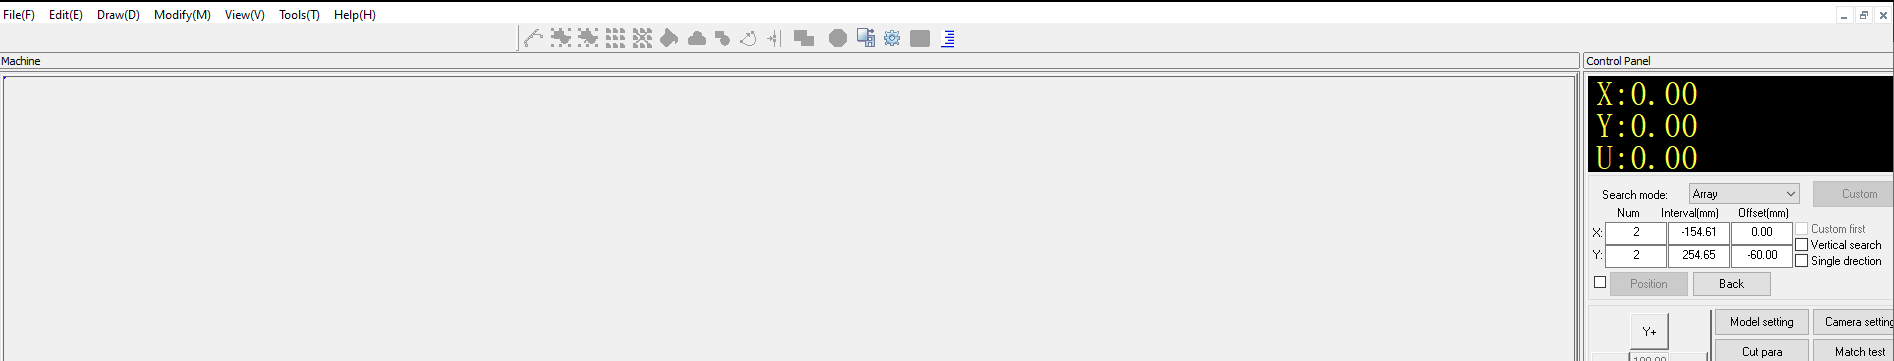 File(F) Edit(E) Draw(D) Modify(M) View(V) Tools(T) Help(H)
Machine
Control Panel
X:0.00
Y:0.00
U:0.00
Search mode: Array Custom
Num Interval(mm) Offset(mm)
X: 2 -154.61 0.00 Custom first
Y: 2 254.65 -60.00 Vertical search
Single drection
Position Back
Y+ Model setting Camera setting
100.00 Cut para Match test